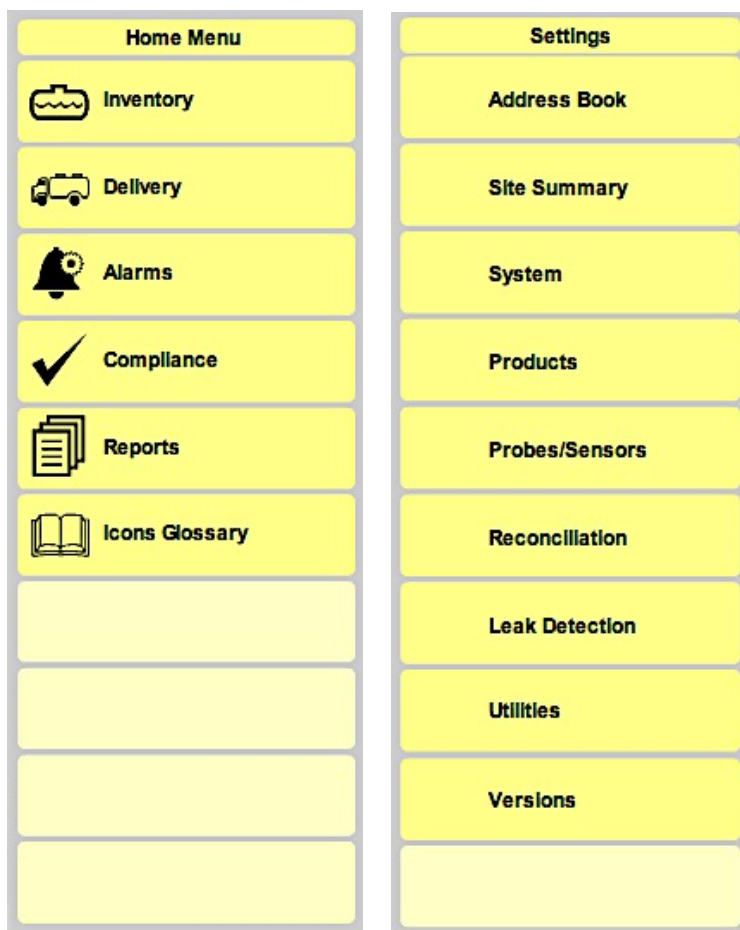 Home Menu
Inventory
Delivery
Alarms
Compliance
Reports
Icons Glossary
Settings
Address Book
Site Summary
System
Products
Probes/Sensors
Reconciliation
Leak Detection
Utilities
Versions